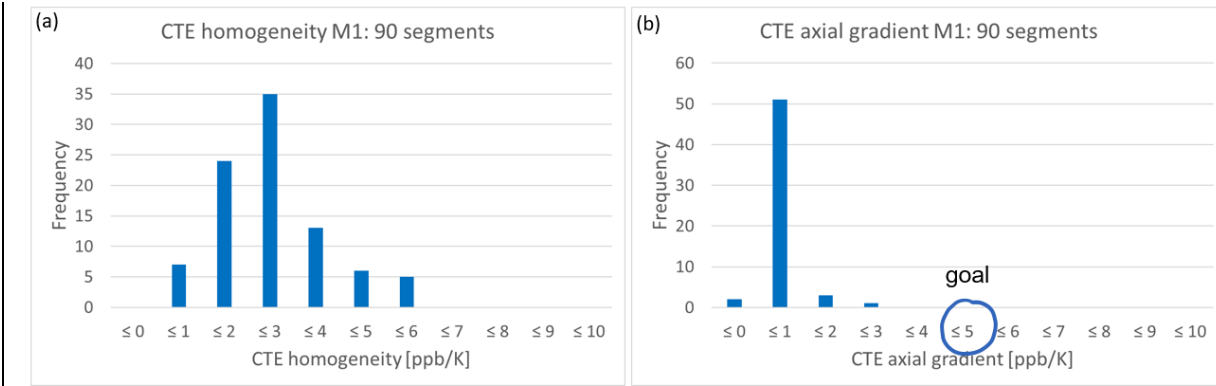 (a)
CTE homogeneity M1: 90 segments
Frequency
40
35
30
25
20
15
10
5
0
≤ 0 ≤ 1 ≤ 2 ≤ 3 ≤ 4 ≤ 5 ≤ 6 ≤ 7 ≤ 8 ≤ 9 ≤ 10
CTE homogeneity [ppb/K]
(b)
CTE axial gradient M1: 90 segments
Frequency
60
50
40
30
20
10
0
goal
≤ 0 ≤ 1 ≤ 2 ≤ 3 ≤ 4 ≤ 5 ≤ 6 ≤ 7 ≤ 8 ≤ 9 ≤ 10
CTE axial gradient [ppb/K]